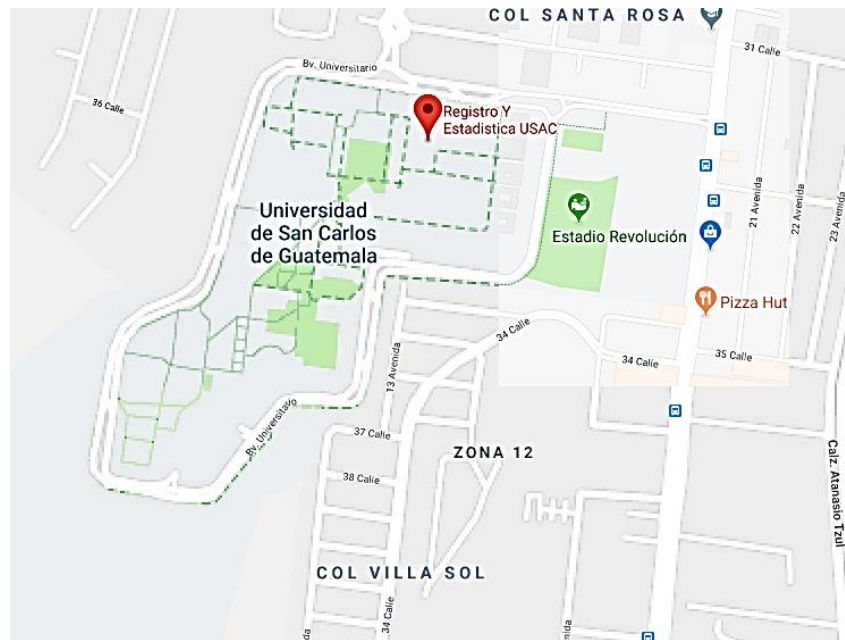 COL SANTA ROSA
31 Calle
Bv. Universitario
36 Calle
Registro Y
Estadistica USAC
Universidad
de San Carlos
de Guatemala
Estadio Revolución
21 Avenida
22 Avenida
23 Avenida
Pizza Hut
34 Calle
34 Calle
35 Calle
13 Avenida
Bv. Universitario
37 Calle
ZONA 12
38 Calle
Calz. Atanasio Tzul
COL VILLA SOL
34 Calle